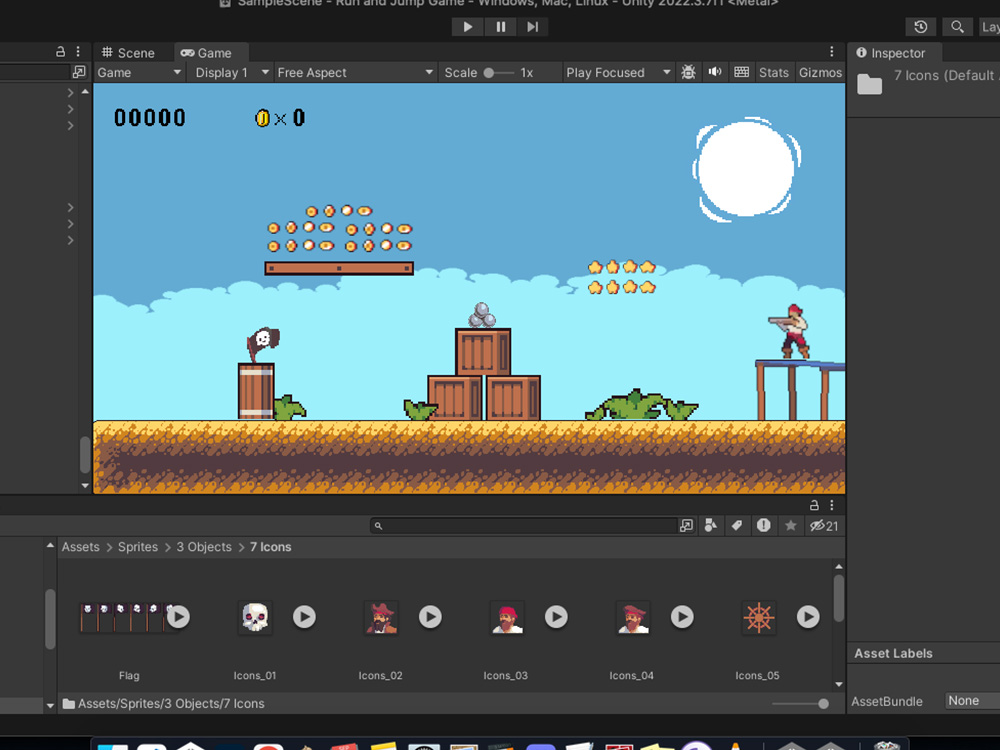 SampleScene - Run and Jump Game - Windows, Mac, Linux - Unity 2022.3.7f1 <Metal>
Lay
Scene
Game
Inspector
Game
Display 1
Free Aspect
Scale
1x
Play Focused
Stats
Gizmos
7 Icons (Default
00000
× 0
21
Assets > Sprites > 3 Objects > 7 Icons
Flag
Icons_01
Icons_02
Icons_03
Icons_04
Icons_05
Asset Labels
Assets/Sprites/3 Objects/7 Icons
AssetBundle
None